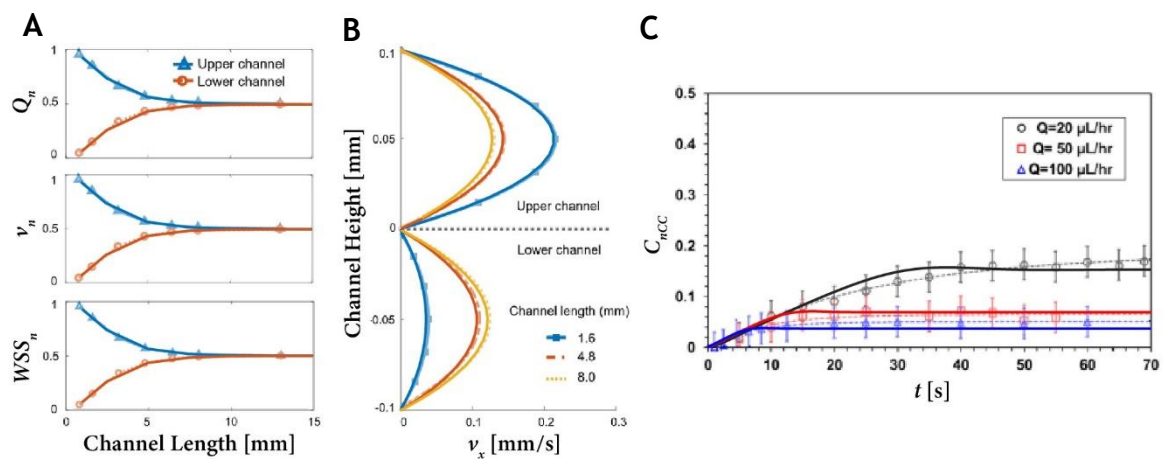 A
1
0.5
0
Q_n
Upper channel
Lower channel
1
0.5
0
v_n
1
0.5
0
WSS_n
0
5
10
15
Channel Length [mm]
B
0.1
0.05
0
-0.05
-0.1
Channel Height [mm]
Upper channel
Lower channel
Channel length (mm)
1.6
4.8
8.0
0
0.1
0.2
0.3
v_x [mm/s]
C
0.5
0.4
0.3
0.2
0.1
0.0
C_nCC
Q=20 µL/hr
Q= 50 µL/hr
Q=100 µL/hr
0
10
20
30
40
50
60
70
t [s]